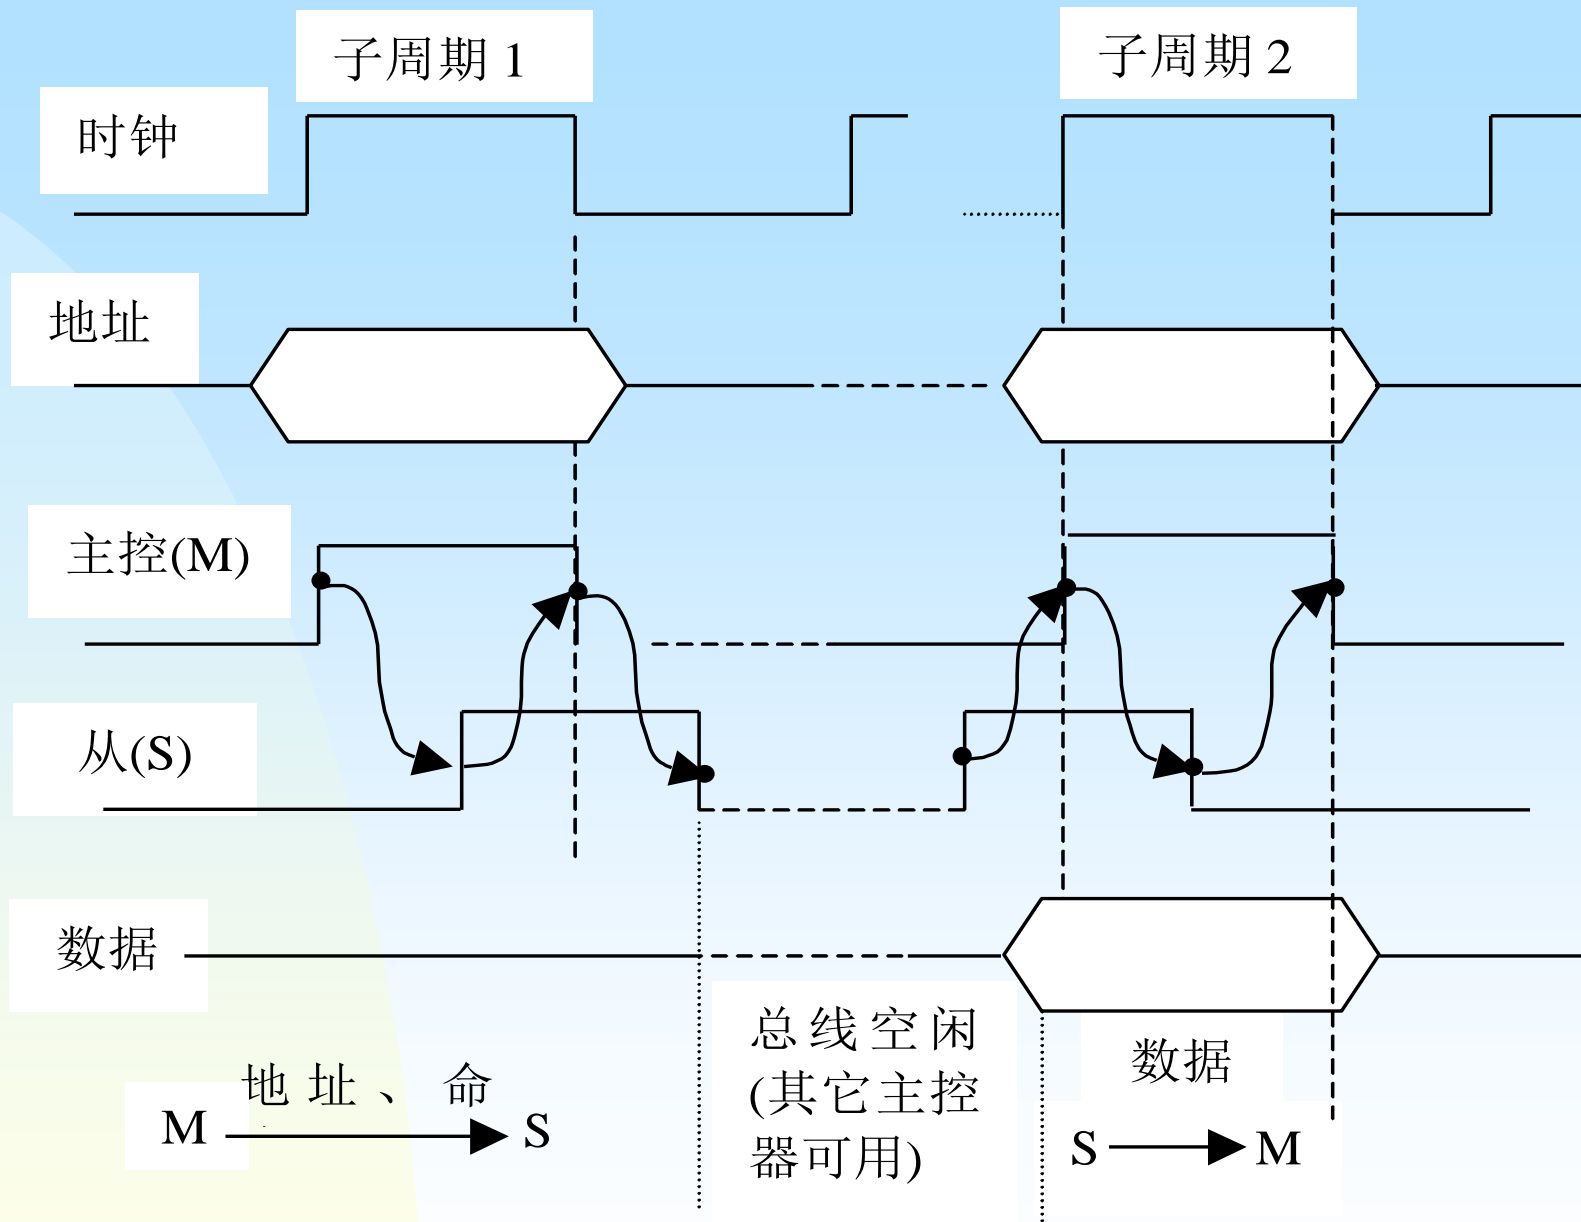 子周期 1
子周期 2
时钟
地址
主控(M)
从(S)
数据
总线空闲
(其它主控
器可用)
数据
地址、命
M
S
S
M